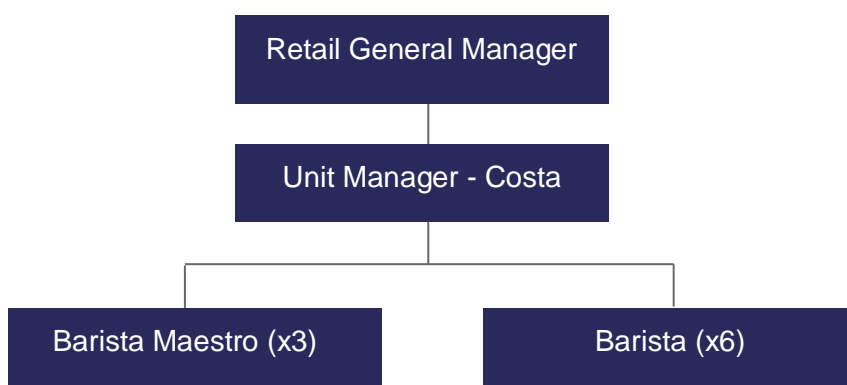 Retail General Manager
Unit Manager - Costa
Barista Maestro (x3)
Barista (x6)